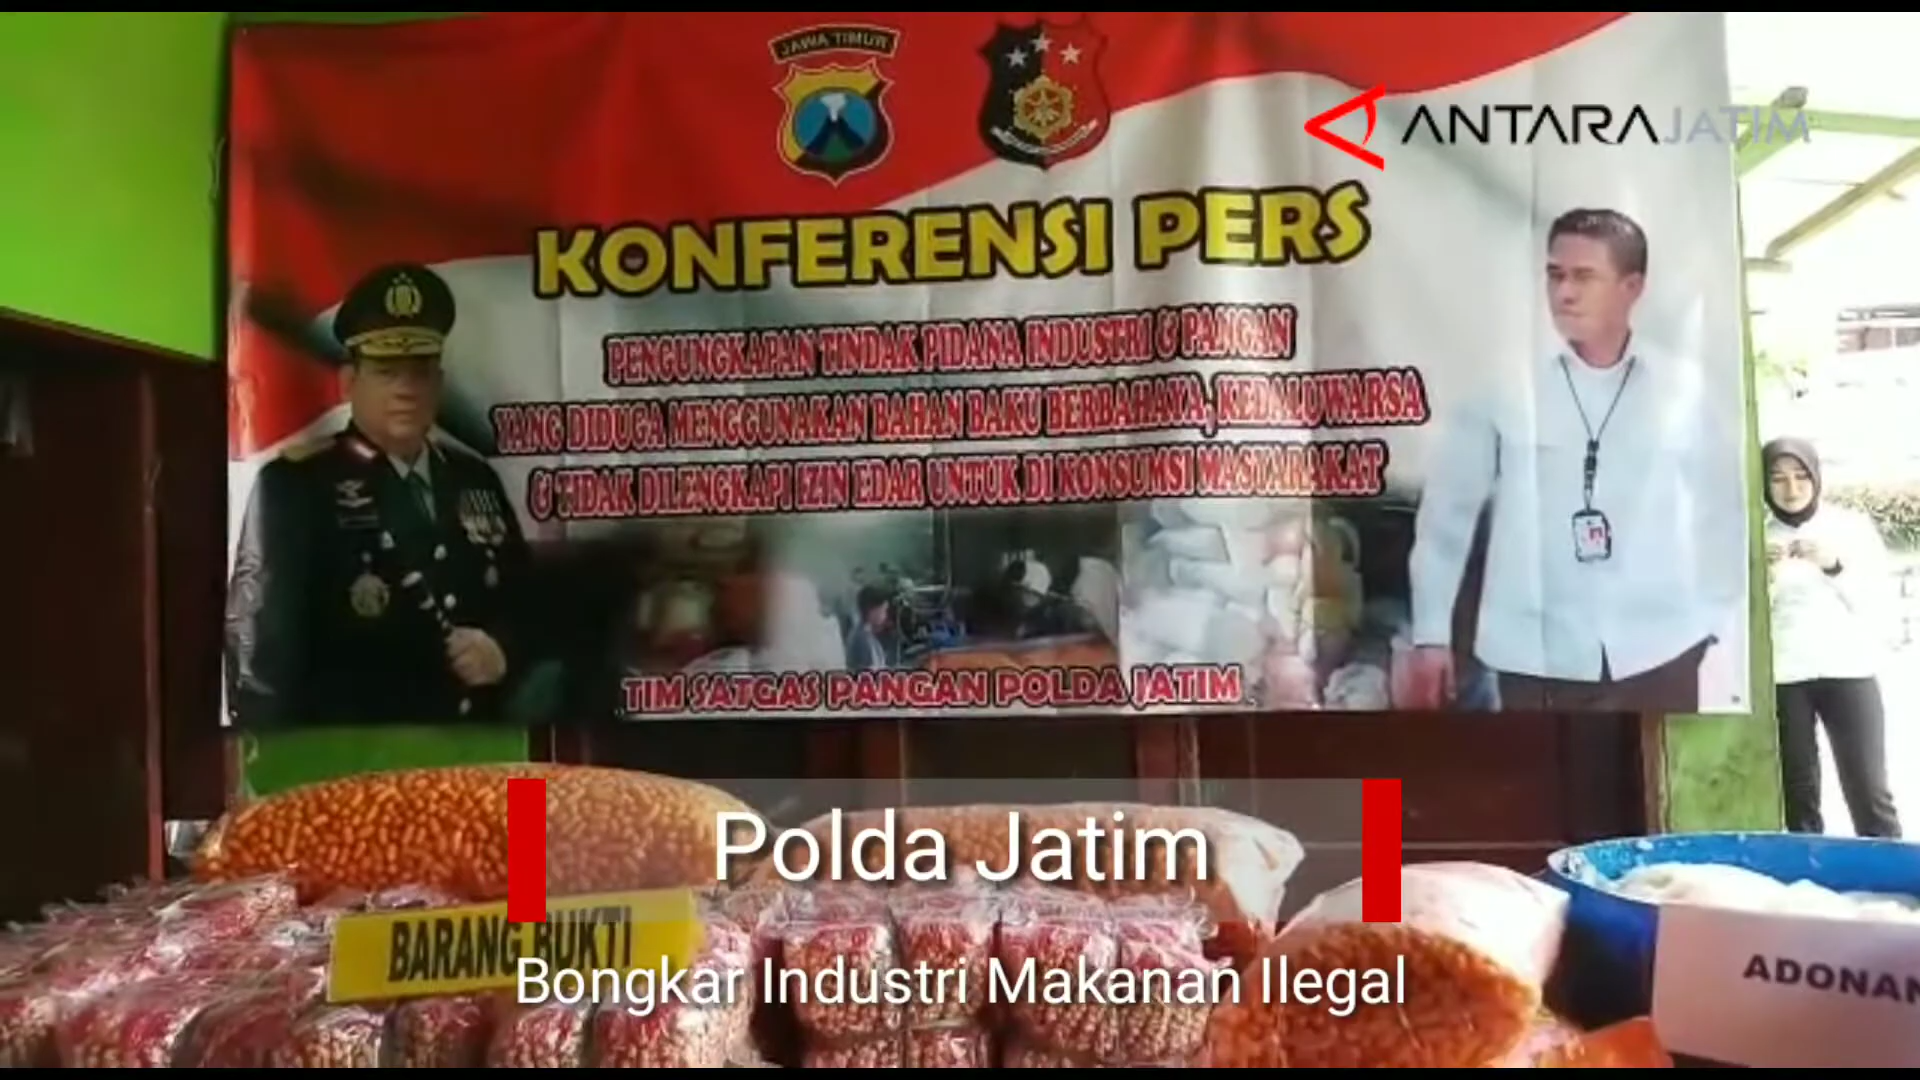 JAWA TIMUR
ANTARAJATIM
KONFERENSI PERS
PENGUNGKAPAN TINDAK PIDANA INDUSTRI & PANGAN
YANG DIDUGA MENGGUNAKAN BAHAN BAKU BERBAHAYA, KEDALUWARSA
& TIDAK DILENGKAPI IZIN EDAR UNTUK DI KONSUMSI MASYARAKAT
TIM SATGAS PANGAN POLDA JATIM
Polda Jatim
BARANG BUKTI
Bongkar Industri Makanan Ilegal
ADONAN